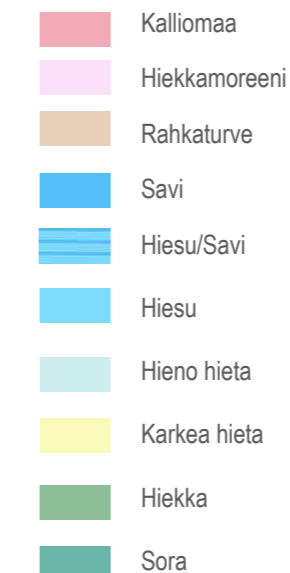 Kalliomaa
Hiekkamoreeni
Rahkaturve
Savi
Hiesu/Savi
Hiesu
Hieno hieta
Karkea hieta
Hiekka
Sora